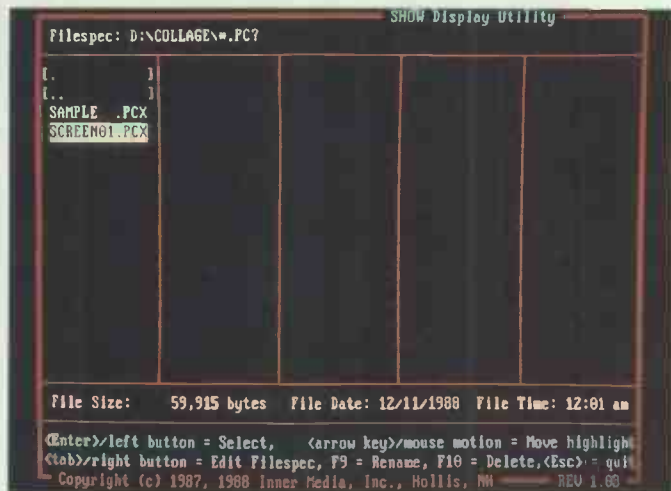 SHOW Display Utility
Filespec: D:\COLLAGE\*.PC?
[. ]
[.. ]
SAMPLE .PCX
SCREEN01.PCX
File Size: 59,915 bytes File Date: 12/11/1988 File Time: 12:01 am
<Enter>/left button = Select, <arrow key>/mouse motion = Move highlight
<tab>/right button = Edit Filespec, F9 = Rename, F10 = Delete,<Esc> = quit
Copyright (c) 1987, 1988 Inner Media, Inc., Hollis, NH REV 1.00